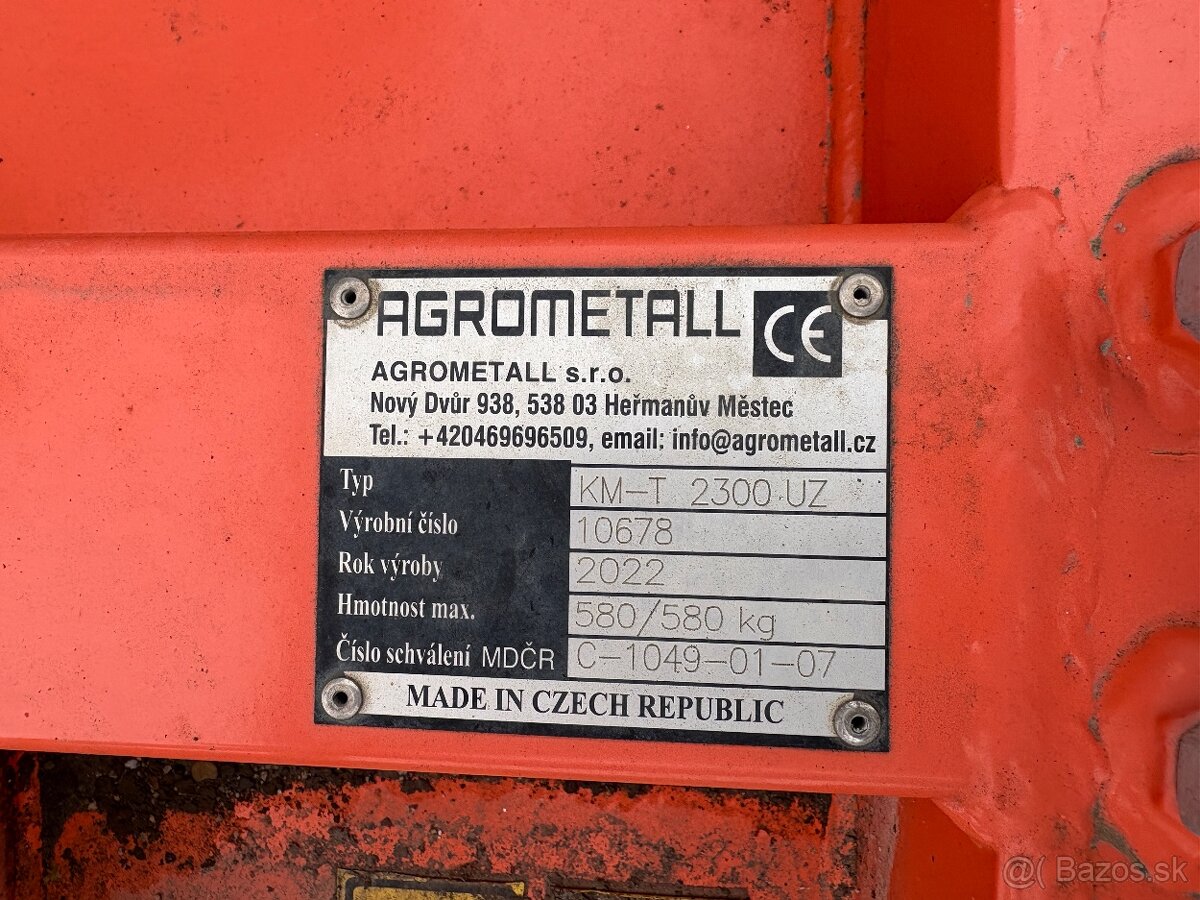 AGROMETALL CE
AGROMETALL s.r.o.
Nový Dvůr 938, 538 03 Heřmanův Městec
Tel.: +420469696509, email: info@agrometall.cz
Typ KM-T 2300 UZ
Výrobní číslo 10678
Rok výroby 2022
Hmotnost max. 580/580 kg
Číslo schválení MDČR C-1049-01-07
MADE IN CZECH REPUBLIC
@( Bazos.sk